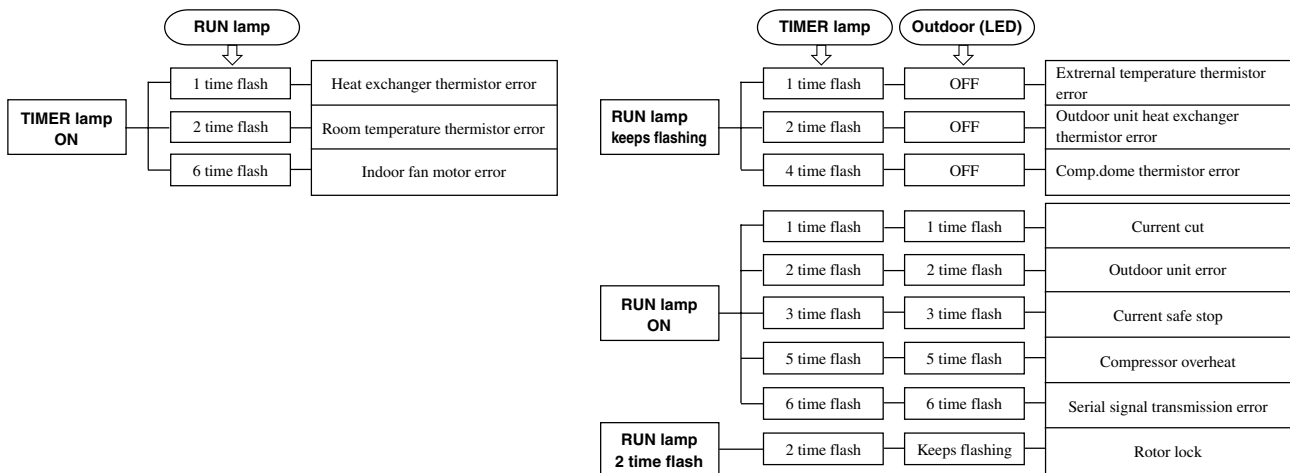 RUN lamp
TIMER lamp
ON
1 time flash
Heat exchanger thermistor error
2 time flash
Room temperature thermistor error
6 time flash
Indoor fan motor error
TIMER lamp
Outdoor (LED)
RUN lamp
keeps flashing
1 time flash
OFF
Extrernal temperature thermistor
error
2 time flash
OFF
Outdoor unit heat exchanger
thermistor error
4 time flash
OFF
Comp.dome thermistor error
RUN lamp
ON
1 time flash
1 time flash
Current cut
2 time flash
2 time flash
Outdoor unit error
3 time flash
3 time flash
Current safe stop
5 time flash
5 time flash
Compressor overheat
6 time flash
6 time flash
Serial signal transmission error
RUN lamp
2 time flash
2 time flash
Keeps flashing
Rotor lock